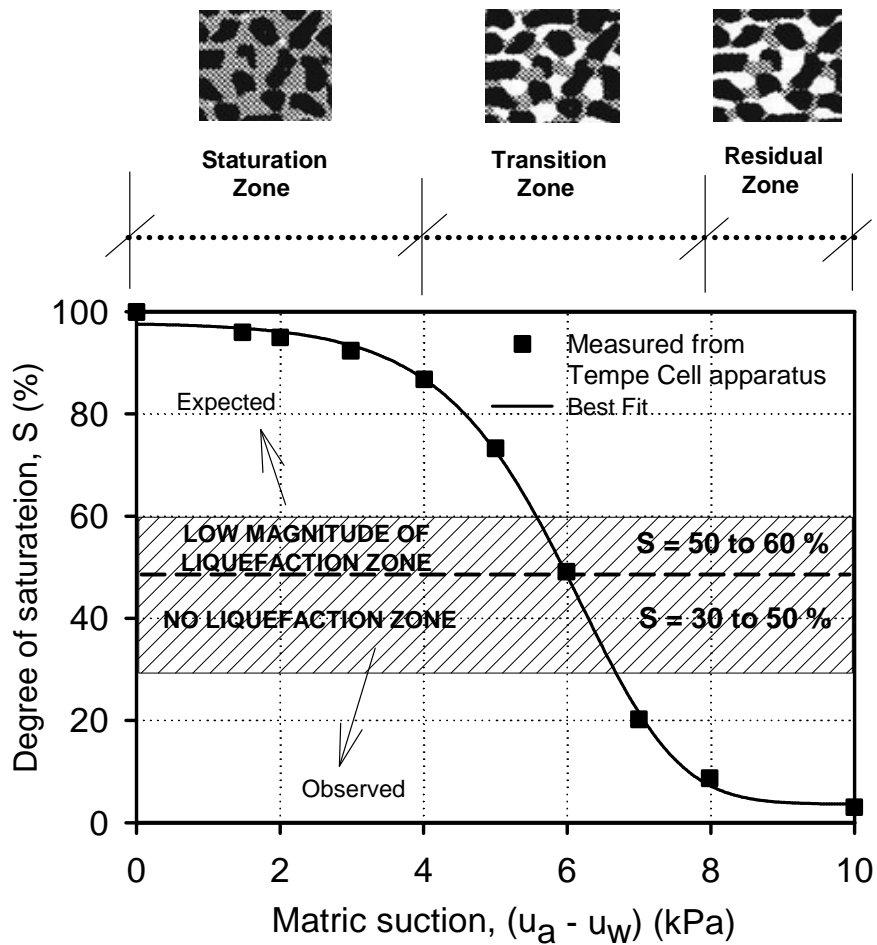 Staturation
Zone
Transition
Zone
Residual
Zone
100
80
60
40
20
0
Degree of saturateion, S (%)
Measured from
Tempe Cell apparatus
Best Fit
Expected
LOW MAGNITUDE OF
LIQUEFACTION ZONE
S = 50 to 60 %
NO LIQUEFACTION ZONE
S = 30 to 50 %
Observed
0 2 4 6 8 10
Matric suction, (u_a - u_w) (kPa)